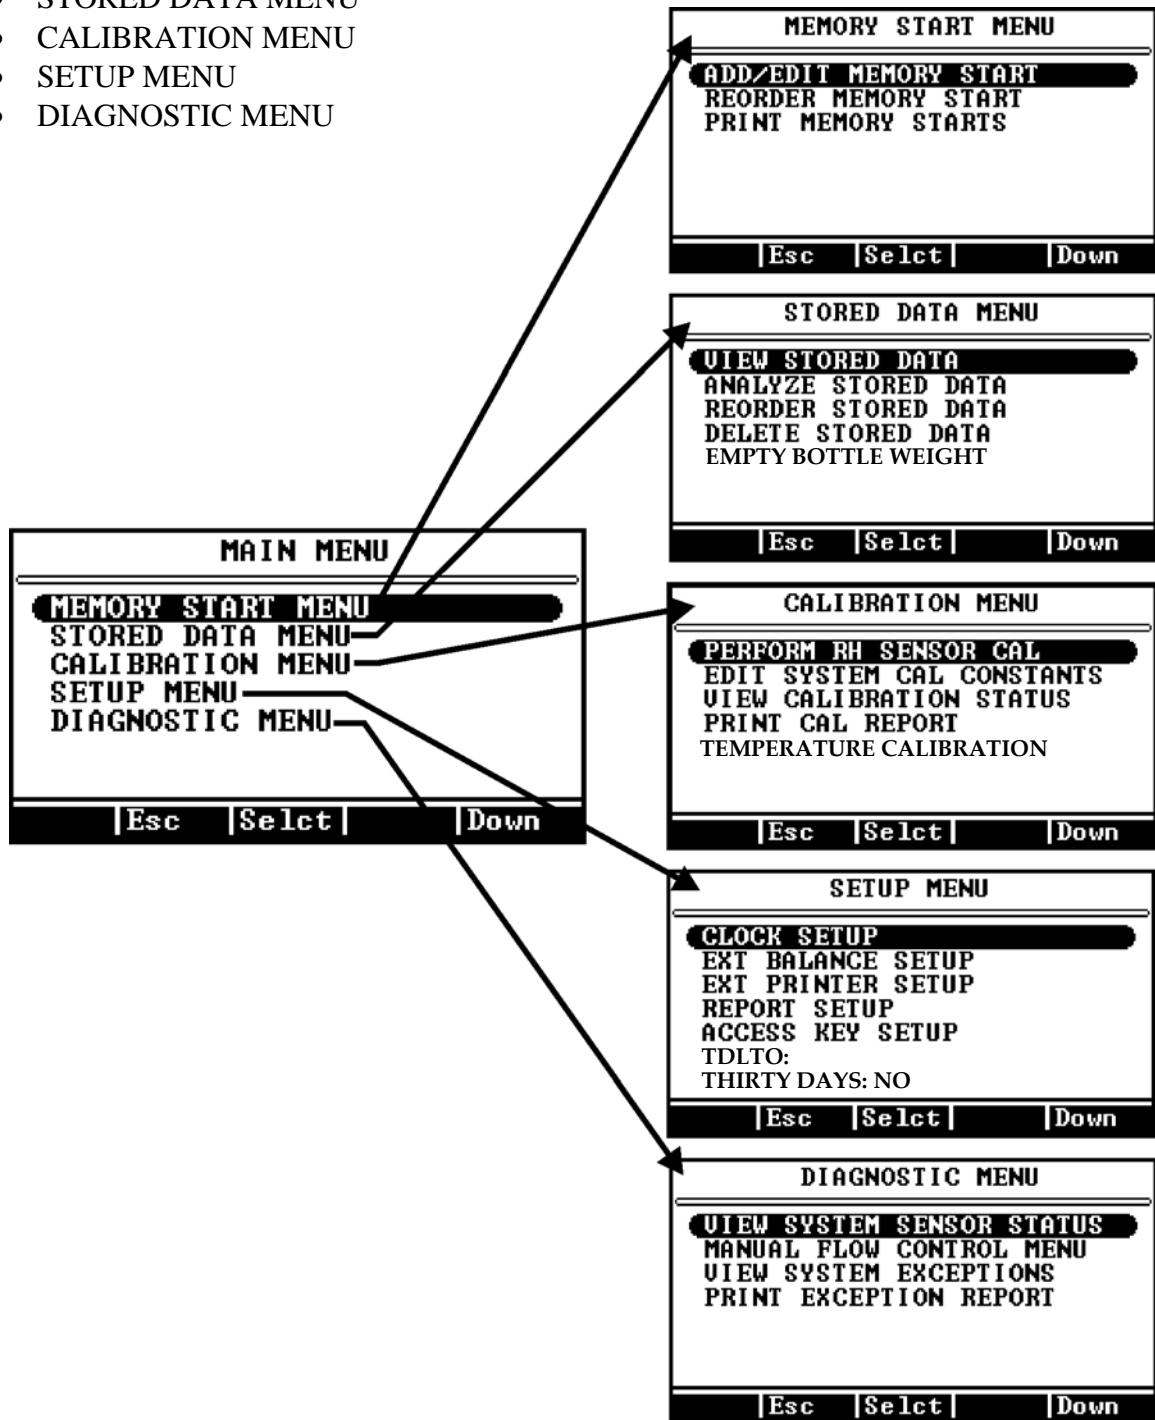 • STORED DATA MENU
• CALIBRATION MENU
• SETUP MENU
• DIAGNOSTIC MENU
MAIN MENU
MEMORY START MENU
STORED DATA MENU
CALIBRATION MENU
SETUP MENU
DIAGNOSTIC MENU
|Esc |Selct| |Down
MEMORY START MENU
ADD/EDIT MEMORY START
REORDER MEMORY START
PRINT MEMORY STARTS
|Esc |Selct| |Down
STORED DATA MENU
VIEW STORED DATA
ANALYZE STORED DATA
REORDER STORED DATA
DELETE STORED DATA
EMPTY BOTTLE WEIGHT
|Esc |Selct| |Down
CALIBRATION MENU
PERFORM RH SENSOR CAL
EDIT SYSTEM CAL CONSTANTS
VIEW CALIBRATION STATUS
PRINT CAL REPORT
TEMPERATURE CALIBRATION
|Esc |Selct| |Down
SETUP MENU
CLOCK SETUP
EXT BALANCE SETUP
EXT PRINTER SETUP
REPORT SETUP
ACCESS KEY SETUP
TDLTO:
THIRTY DAYS: NO
|Esc |Selct| |Down
DIAGNOSTIC MENU
VIEW SYSTEM SENSOR STATUS
MANUAL FLOW CONTROL MENU
VIEW SYSTEM EXCEPTIONS
PRINT EXCEPTION REPORT
|Esc |Selct| |Down